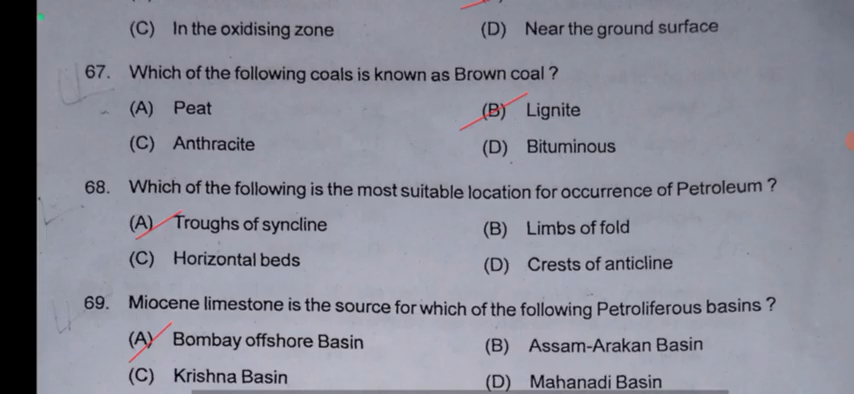 (C) In the oxidising zone (D) Near the ground surface
67. Which of the following coals is known as Brown coal ?
(A) Peat (B) Lignite
(C) Anthracite (D) Bituminous
68. Which of the following is the most suitable location for occurrence of Petroleum ?
(A) Troughs of syncline (B) Limbs of fold
(C) Horizontal beds (D) Crests of anticline
69. Miocene limestone is the source for which of the following Petroliferous basins ?
(A) Bombay offshore Basin (B) Assam-Arakan Basin
(C) Krishna Basin (D) Mahanadi Basin